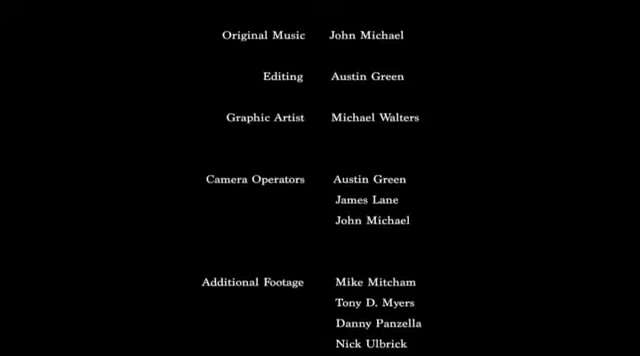 Original Music John Michael
Editing Austin Green
Graphic Artist Michael Walters
Camera Operators Austin Green
James Lane
John Michael
Additional Footage Mike Mitcham
Tony D. Myers
Danny Panzella
Nick Ulbrick